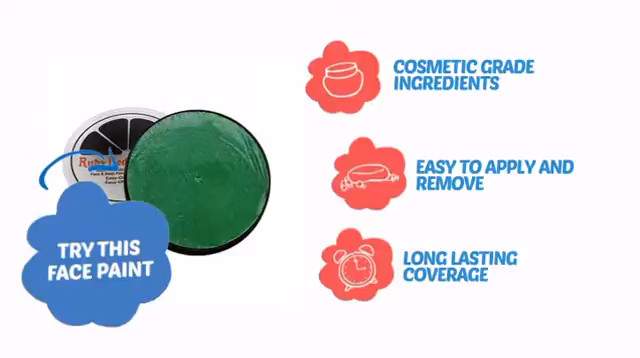 TRY THIS
FACE PAINT
COSMETIC GRADE
INGREDIENTS
EASY TO APPLY AND
REMOVE
LONG LASTING
COVERAGE